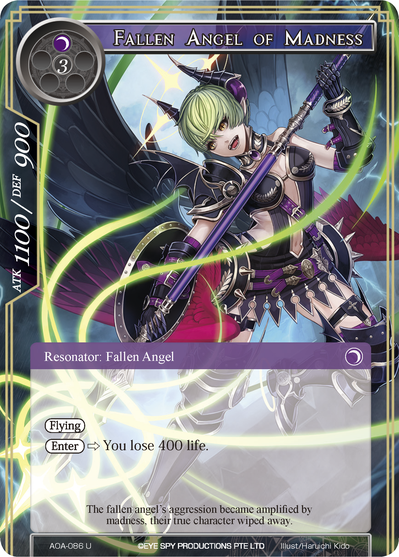 FALLEN ANGEL OF MADNESS
3
ATK 1100 / DEF 900
Resonator: Fallen Angel
Flying
Enter ⇨ You lose 400 life.
The fallen angel's aggression became amplified by
madness, their true character wiped away.
AOA-086 U ©EYE SPY PRODUCTIONS PTE LTD Illust/Haruichi Kido